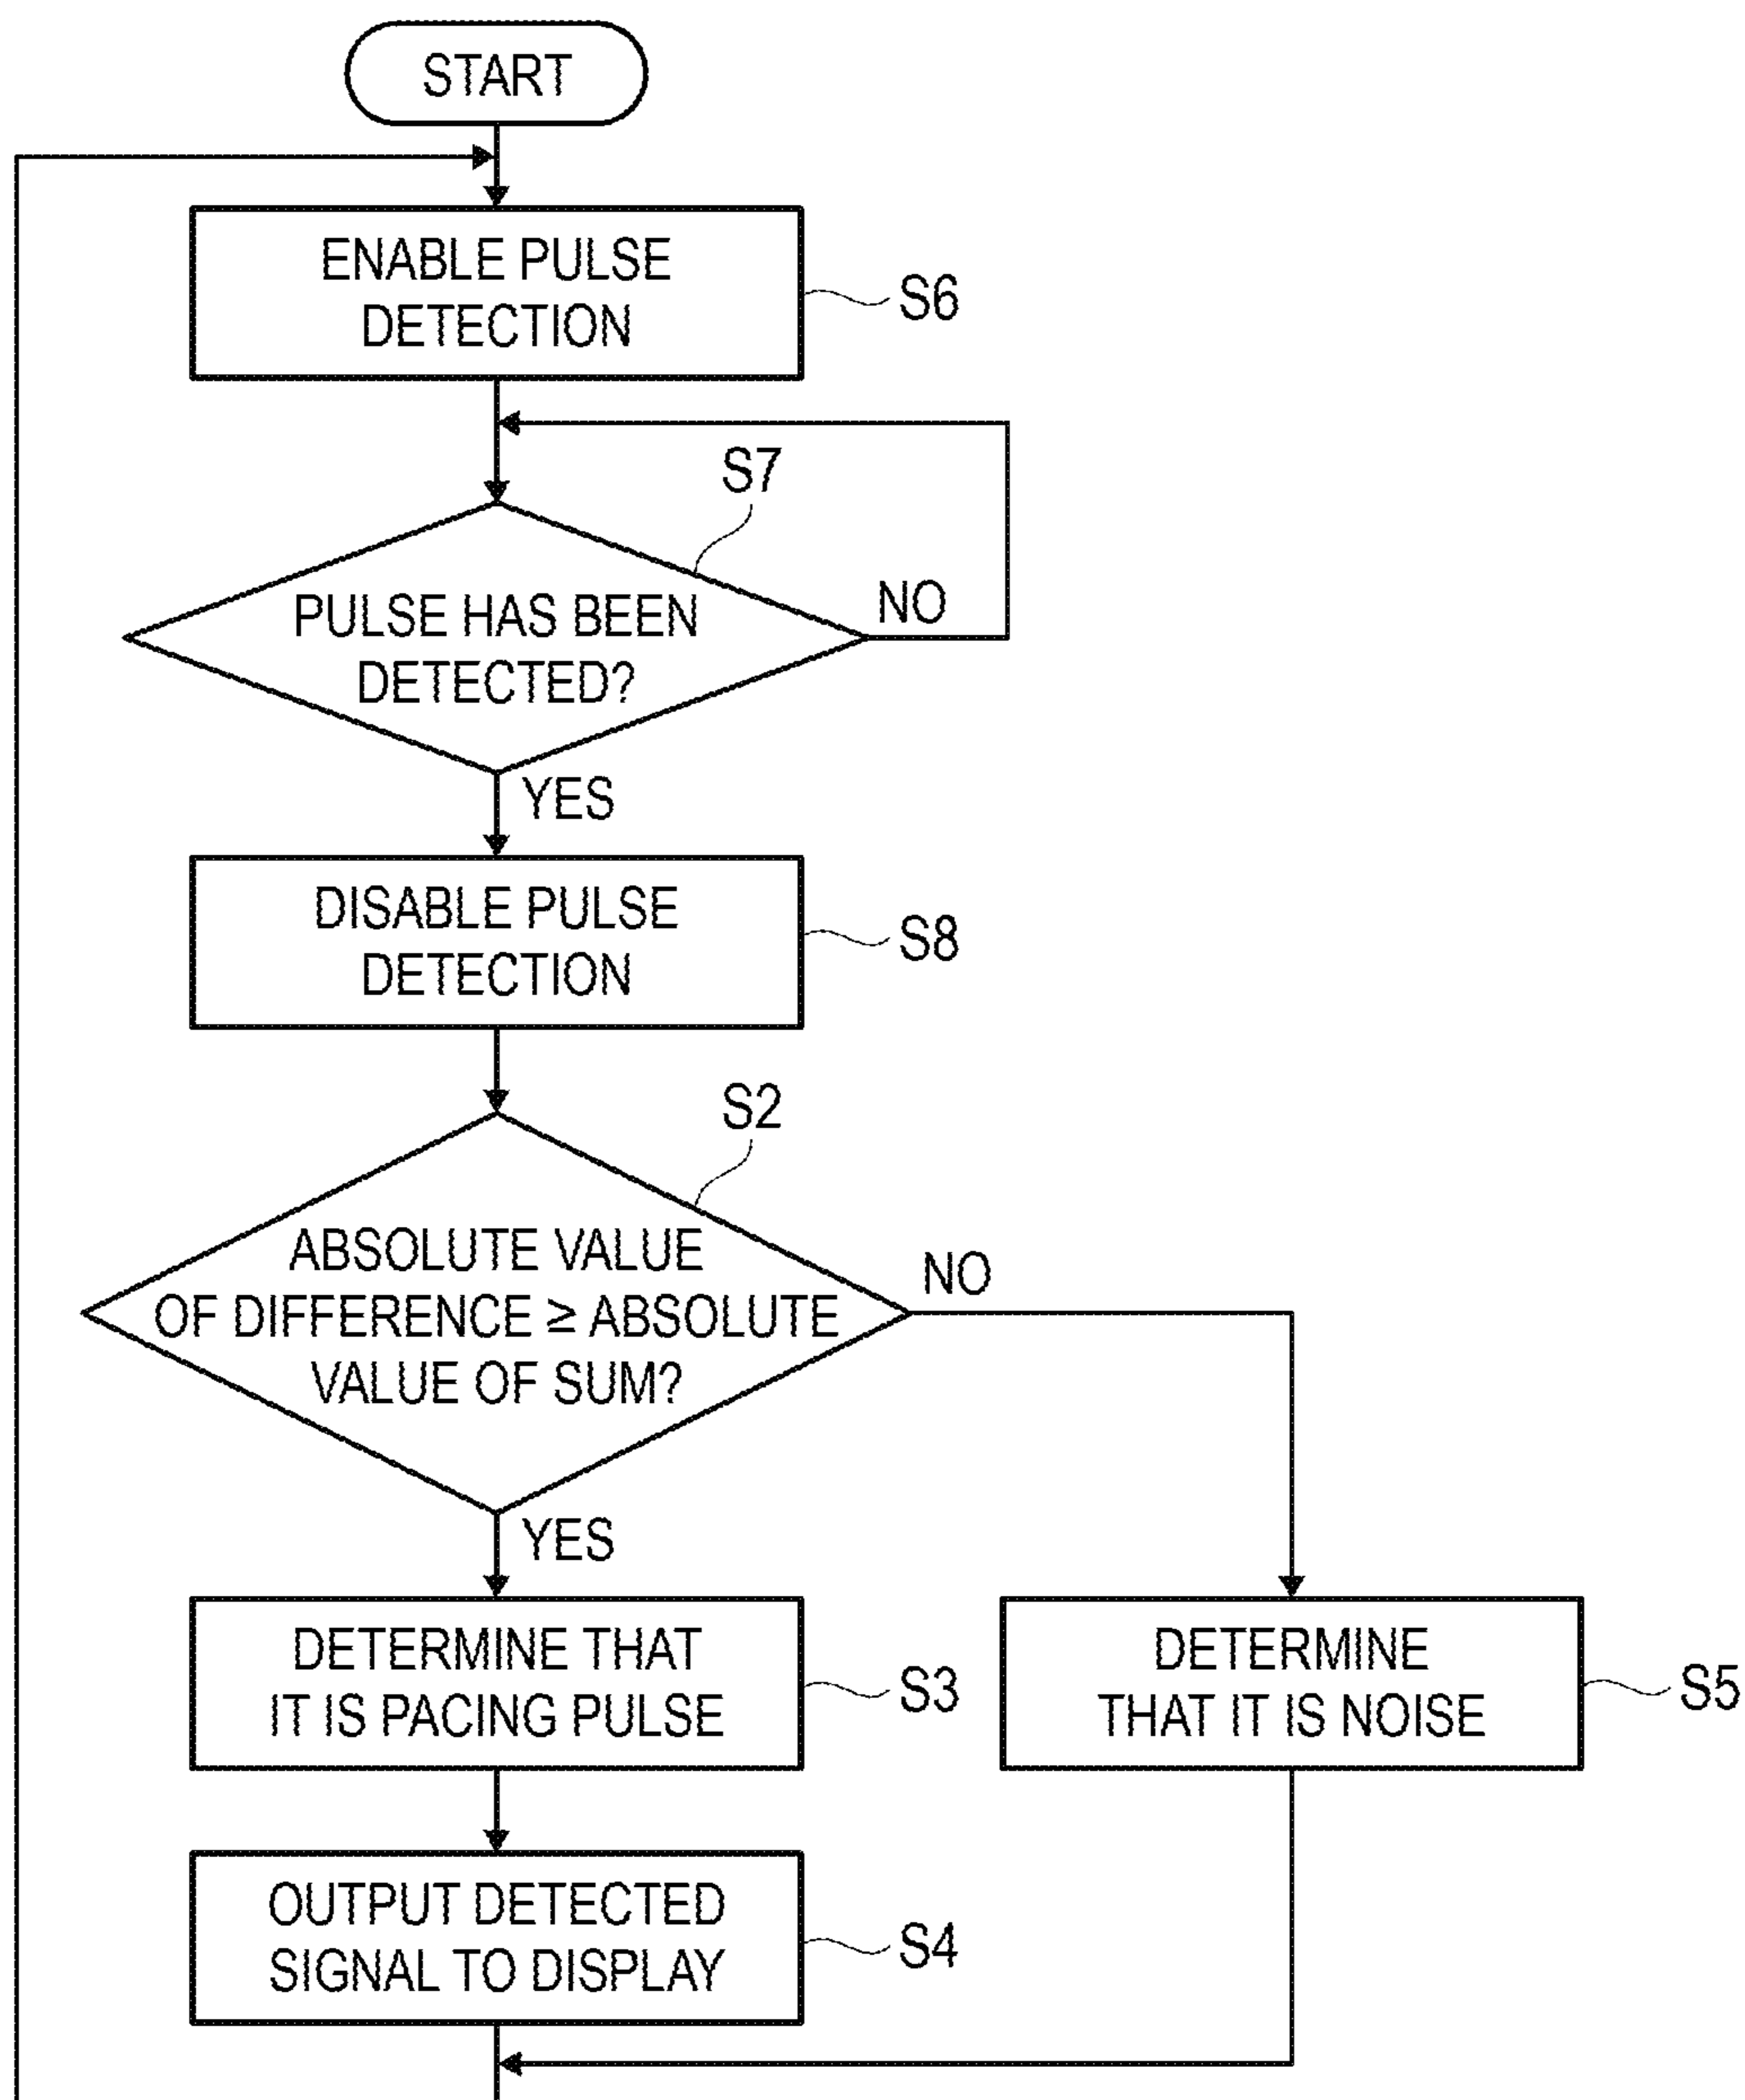 START
ENABLE PULSE
DETECTION
S6
S7
PULSE HAS BEEN
DETECTED?
NO
YES
DISABLE PULSE
DETECTION
S8
S2
ABSOLUTE VALUE
OF DIFFERENCE ≥ ABSOLUTE
VALUE OF SUM?
NO
YES
DETERMINE THAT
IT IS PACING PULSE
S3
DETERMINE
THAT IT IS NOISE
S5
OUTPUT DETECTED
SIGNAL TO DISPLAY
S4